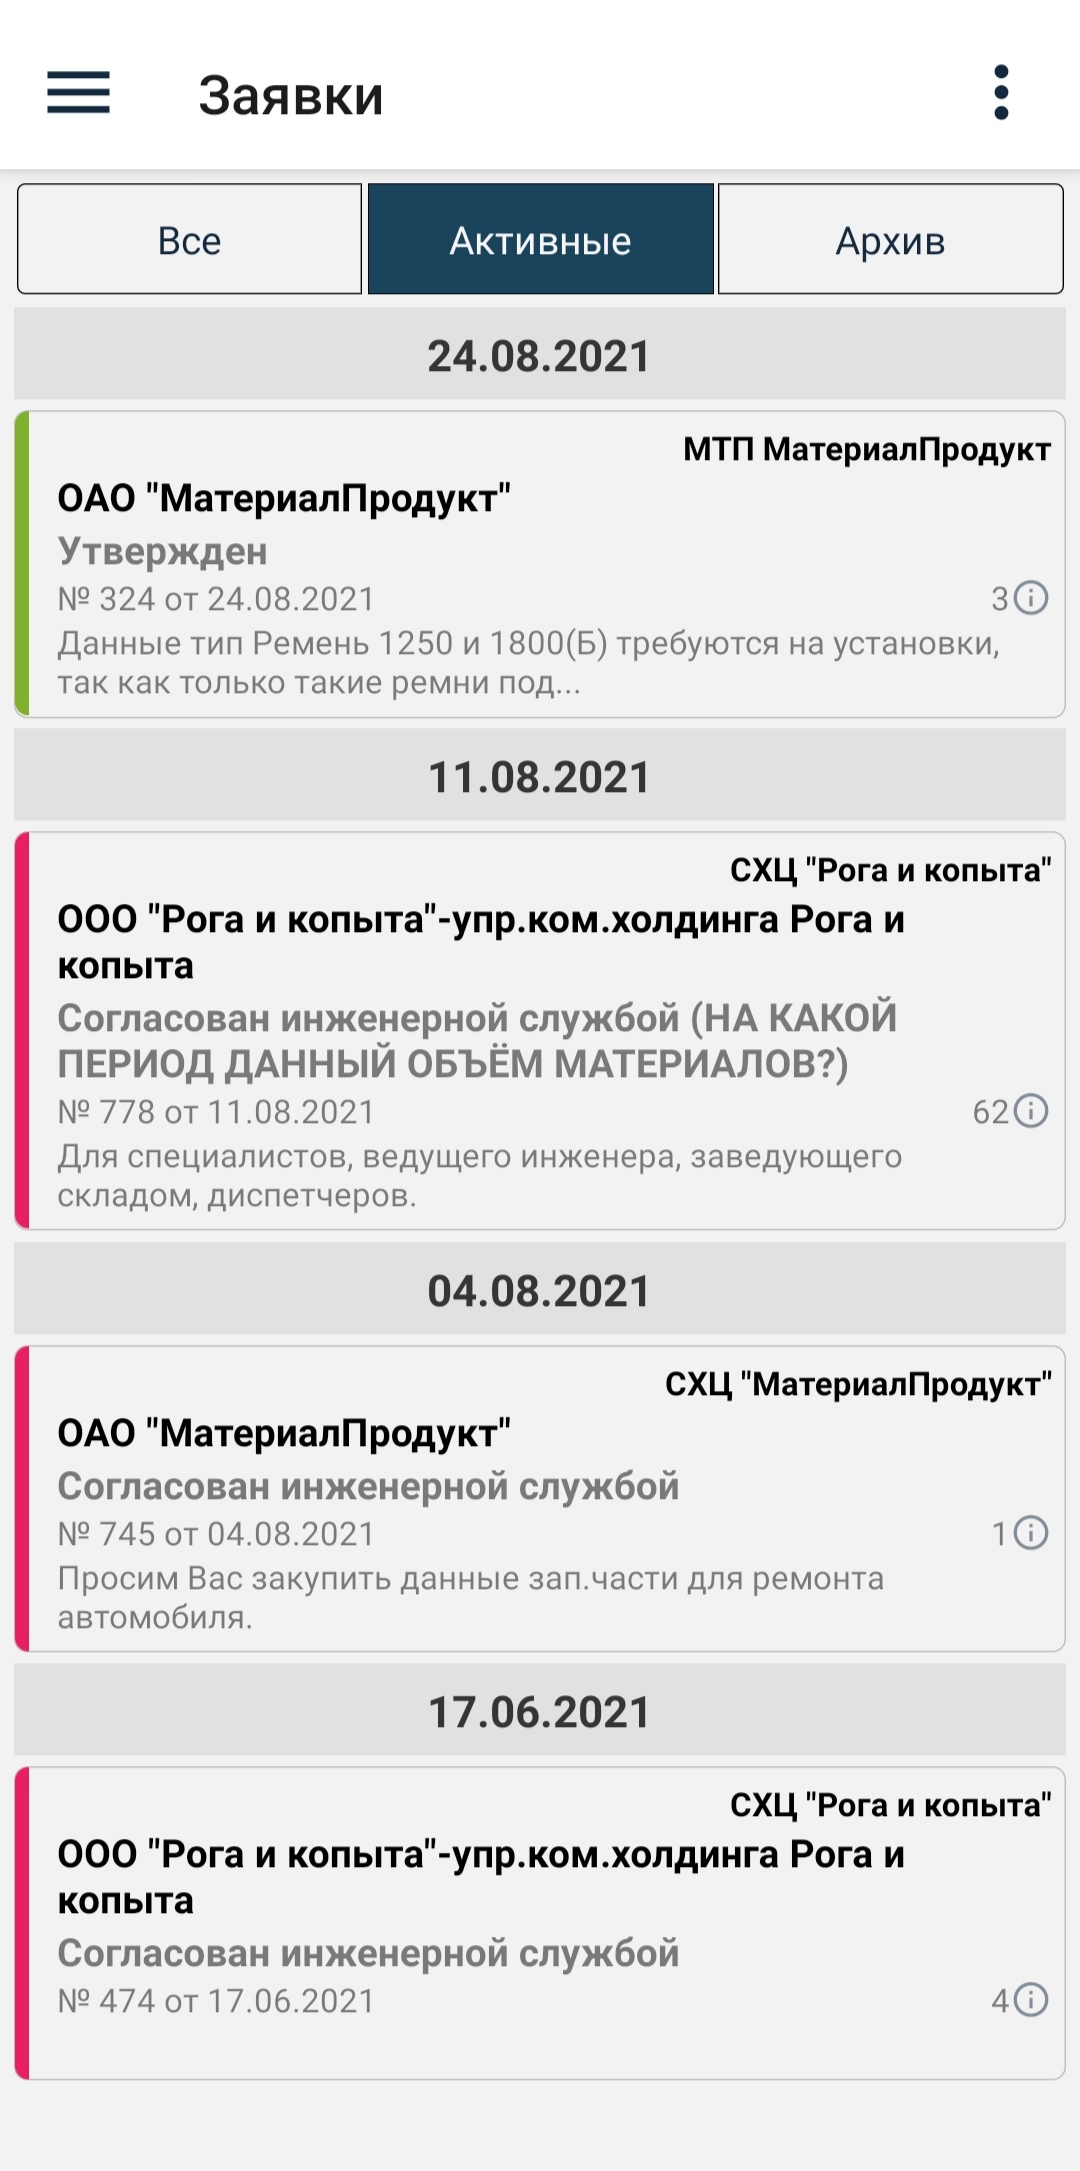 Заявки
Все
Активные
Архив
24.08.2021
МТП МатериалПродукт
ОАО "МатериалПродукт"
Утвержден
№ 324 от 24.08.2021
3
Данные тип Ремень 1250 и 1800(Б) требуются на установки,
так как только такие ремни под...
11.08.2021
СХЦ "Рога и копыта"
ООО "Рога и копыта"-упр.ком.холдинга Рога и
копыта
Согласован инженерной службой (НА КАКОЙ
ПЕРИОД ДАННЫЙ ОБЪЁМ МАТЕРИАЛОВ?)
№ 778 от 11.08.2021
62
Для специалистов, ведущего инженера, заведующего
складом, диспетчеров.
04.08.2021
СХЦ "МатериалПродукт"
ОАО "МатериалПродукт"
Согласован инженерной службой
№ 745 от 04.08.2021
1
Просим Вас закупить данные зап.части для ремонта
автомобиля.
17.06.2021
СХЦ "Рога и копыта"
ООО "Рога и копыта"-упр.ком.холдинга Рога и
копыта
Согласован инженерной службой
№ 474 от 17.06.2021
4